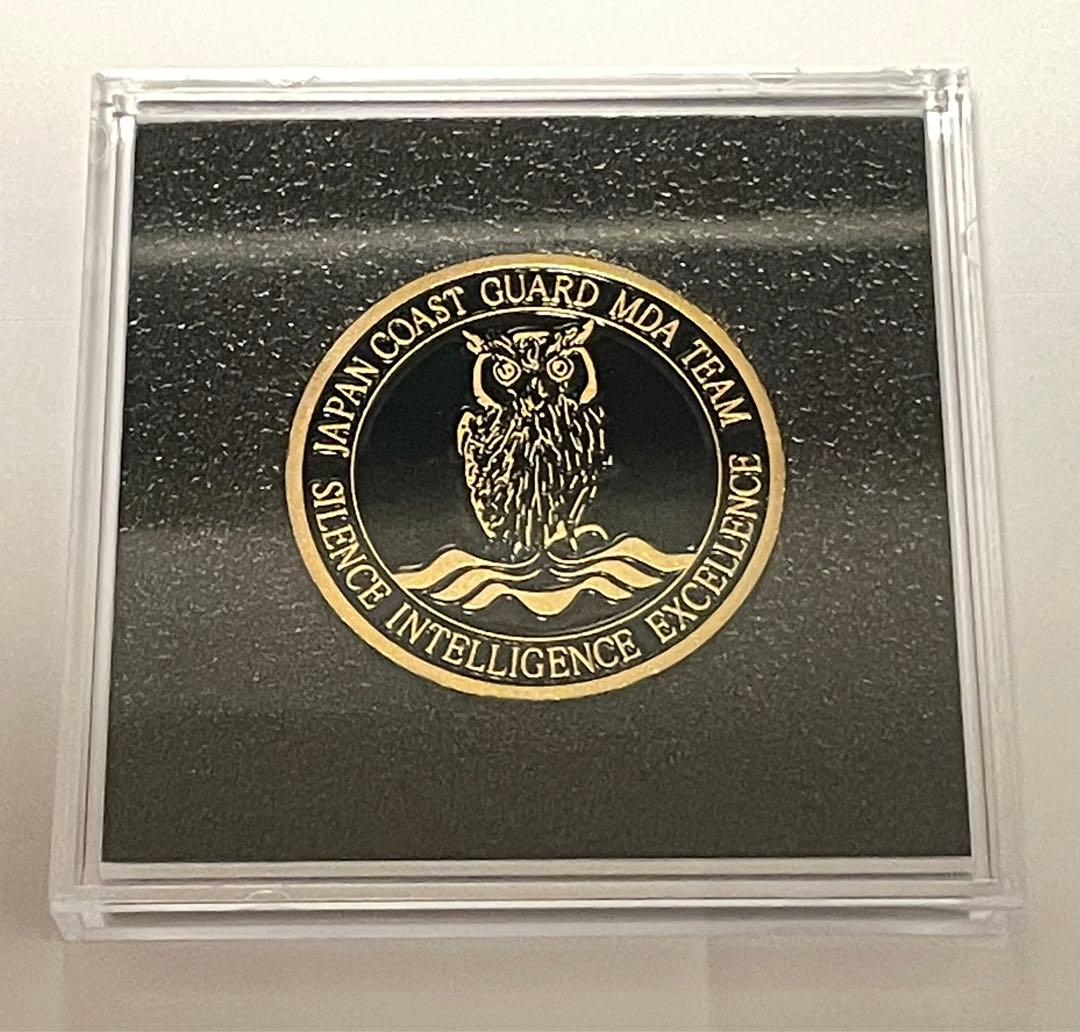 JAPAN COAST GUARD MDA TEAM
SILENCE INTELLIGENCE EXCELLENCE